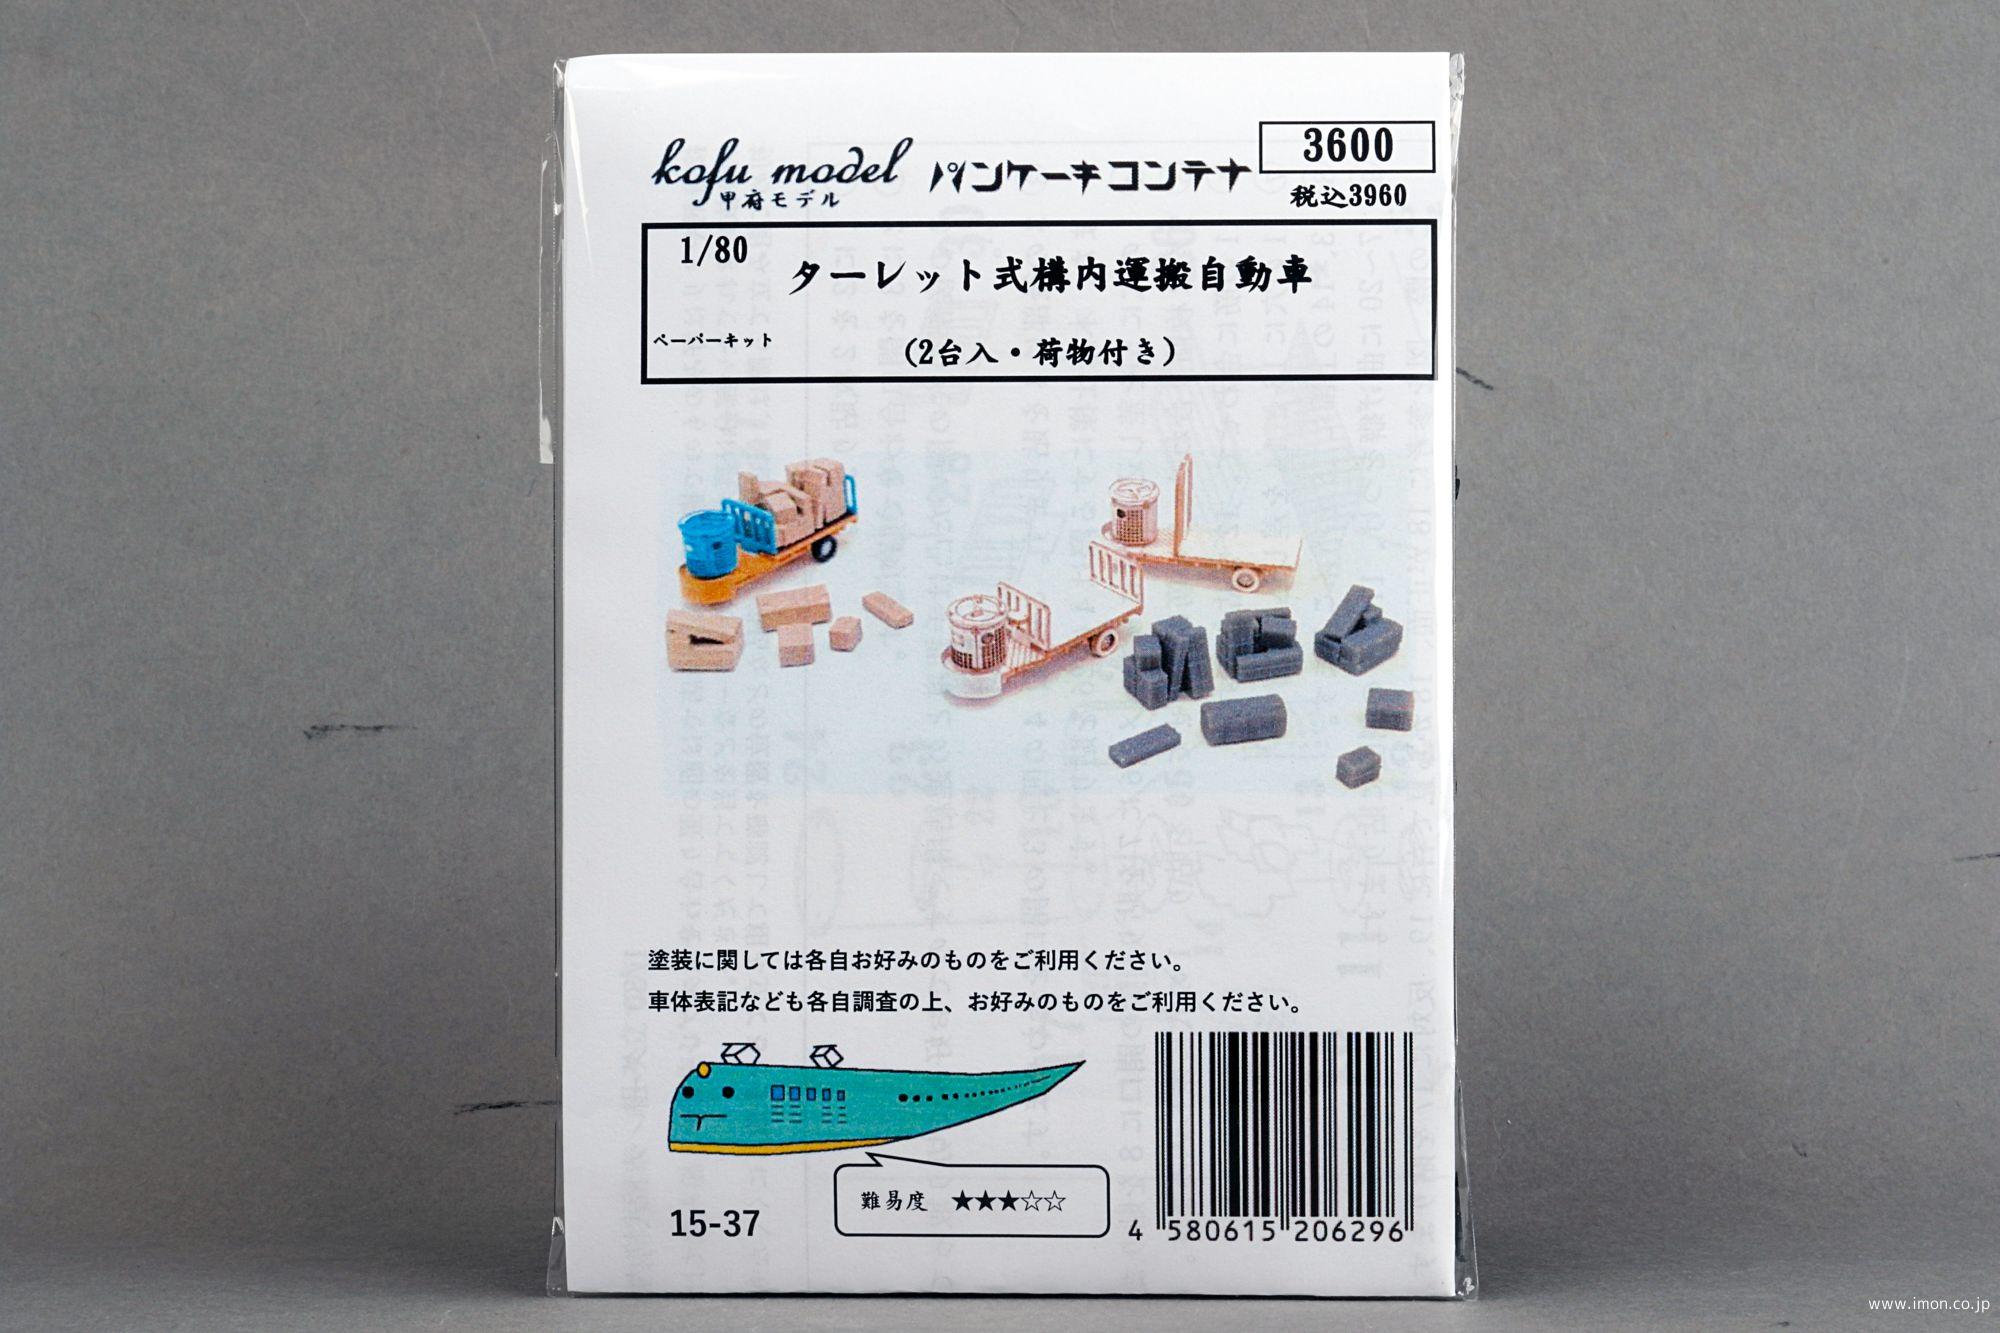 kofu model
甲府モデル
パンケーキコンテナ
3600
税込3960
1/80
ターレット式構内運搬自動車
ペーパーキット
(2台入・荷物付き)
塗装に関しては各自お好みのものをご利用ください。
車体表記なども各自調査の上、お好みのものをご利用ください。
難易度 ★★★☆☆
15-37
4 580615 206296
www.imon.co.jp